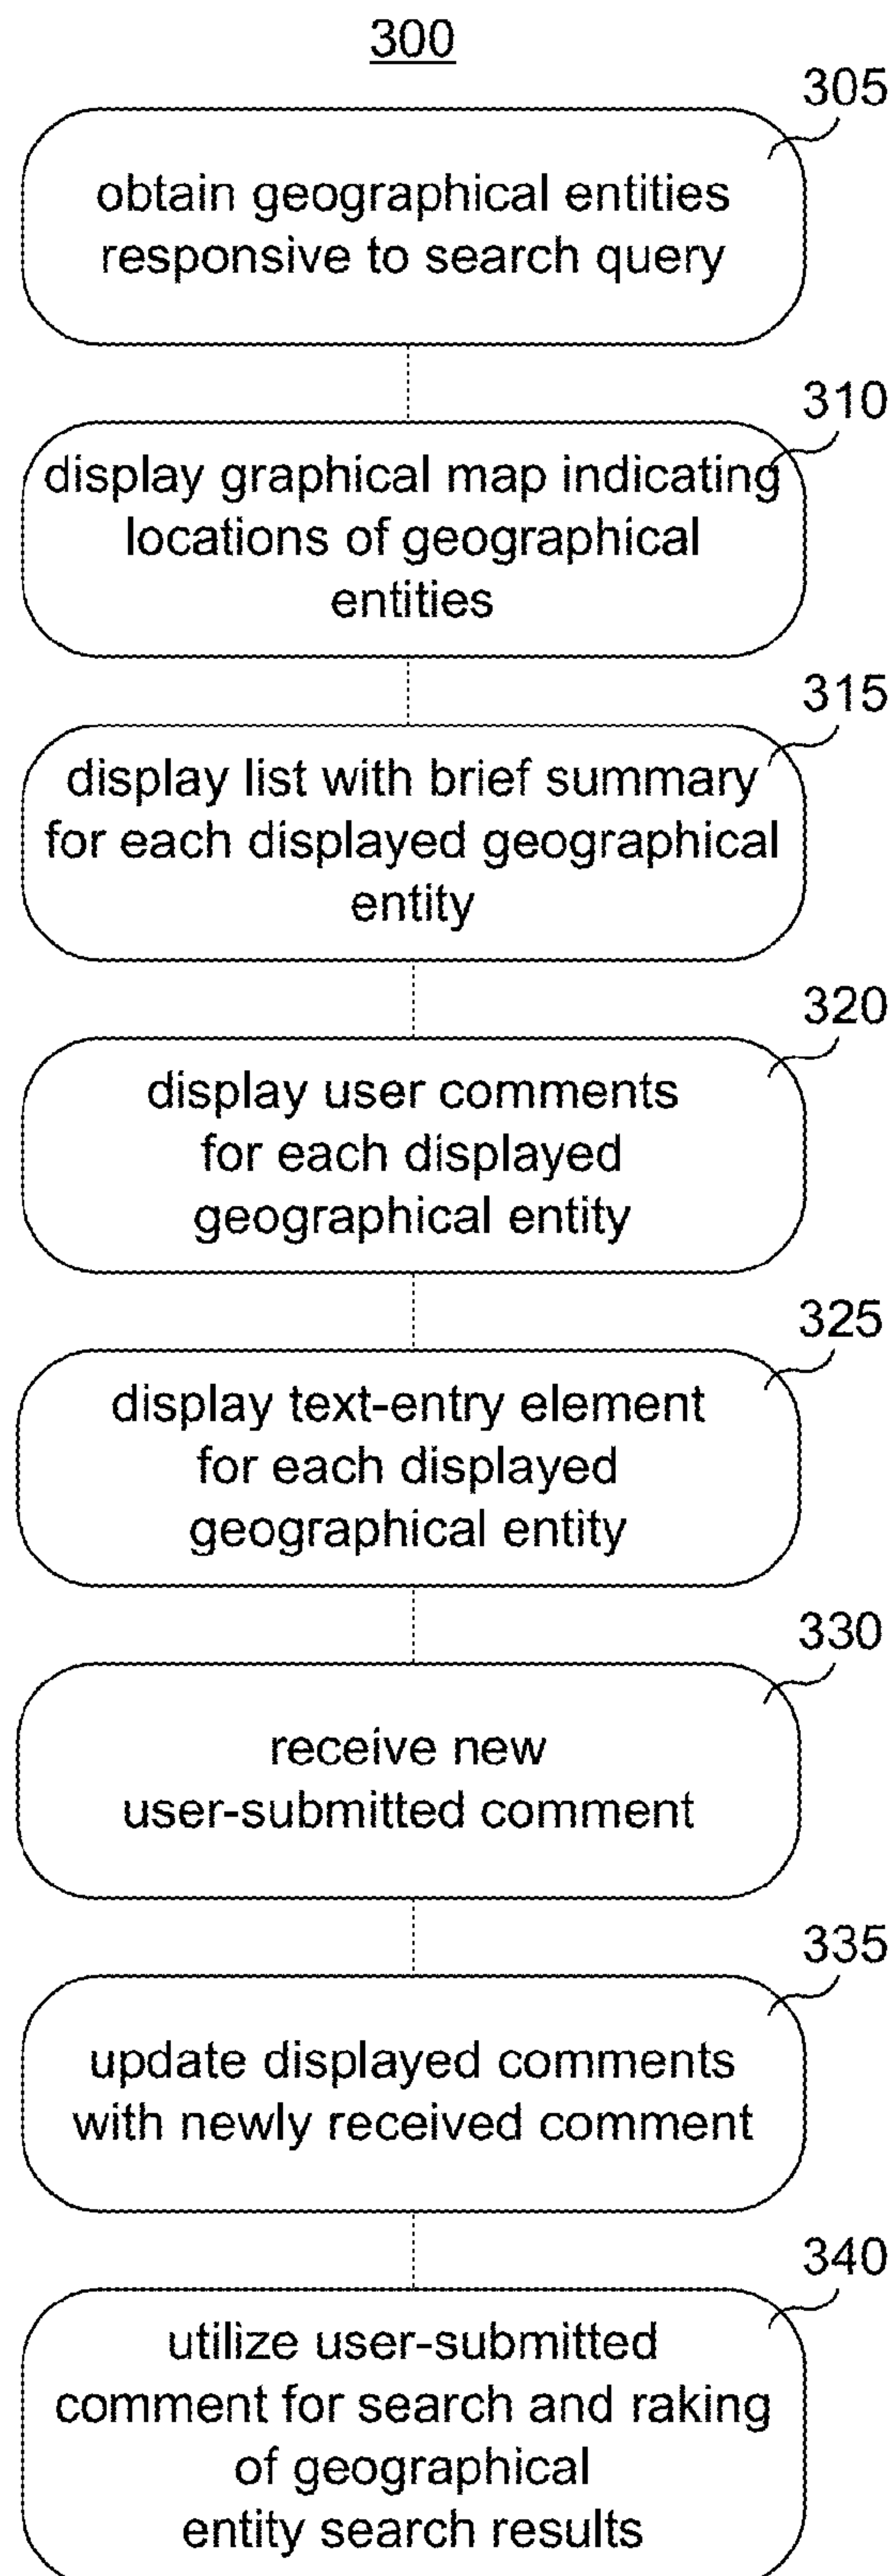 300
305
obtain geographical entities
responsive to search query
310
display graphical map indicating
locations of geographical
entities
315
display list with brief summary
for each displayed geographical
entity
320
display user comments
for each displayed
geographical entity
325
display text-entry element
for each displayed
geographical entity
330
receive new
user-submitted comment
335
update displayed comments
with newly received comment
340
utilize user-submitted
comment for search and raking
of geographical
entity search results